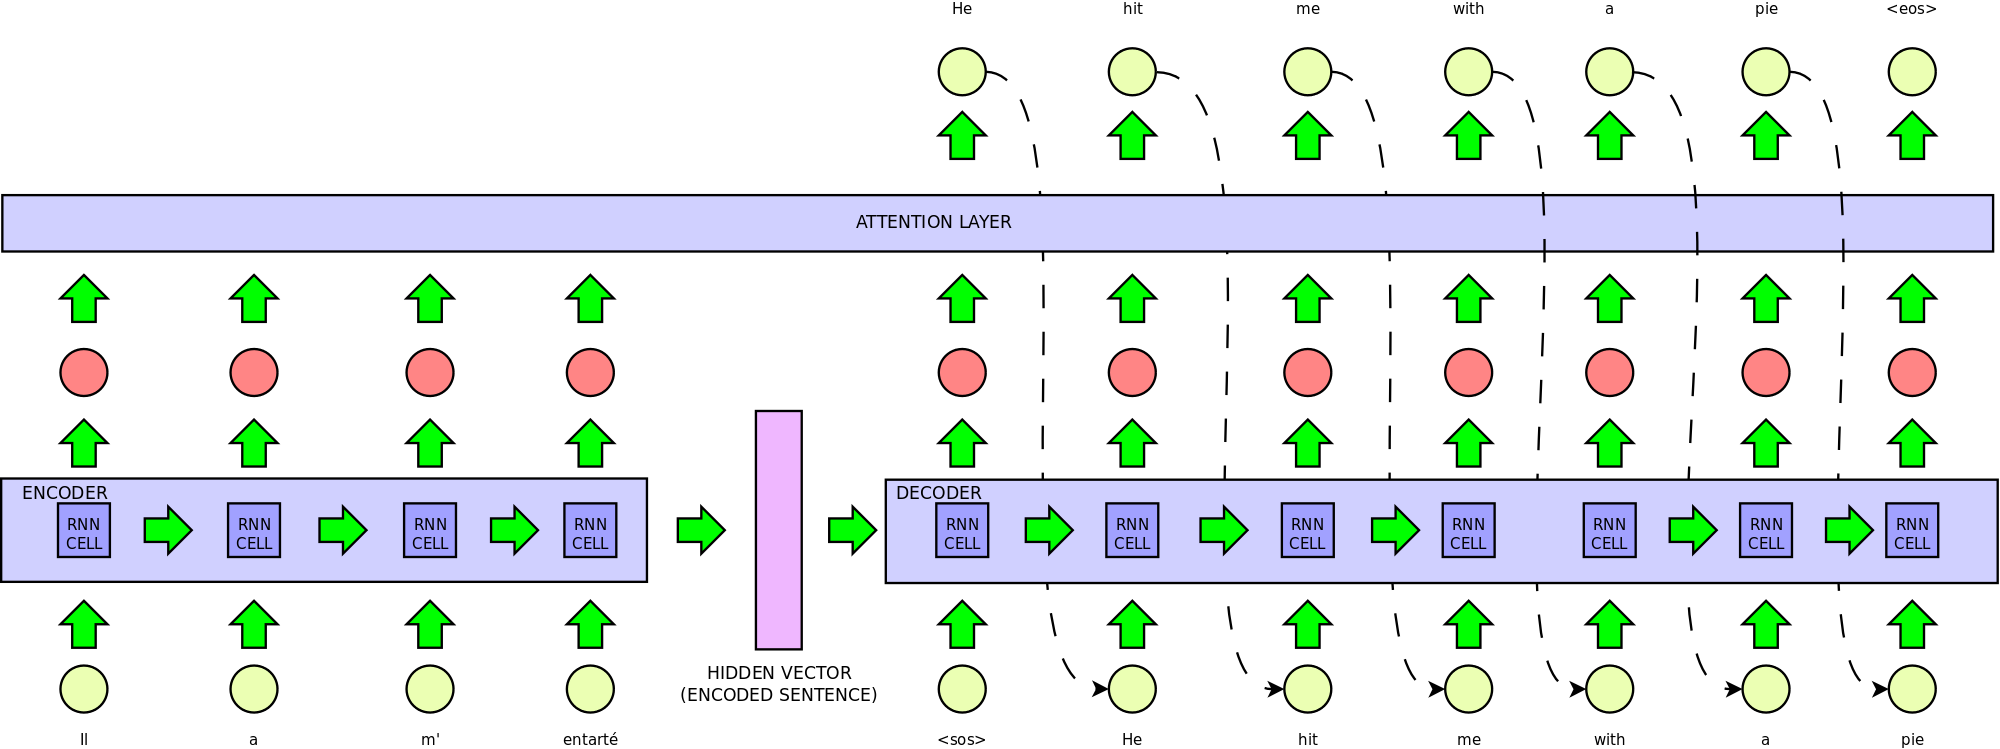 He hit me with a pie <eos>
ATTENTION LAYER
ENCODER
RNN CELL RNN CELL RNN CELL RNN CELL
DECODER
RNN CELL RNN CELL RNN CELL RNN CELL RNN CELL RNN CELL RNN CELL
HIDDEN VECTOR
(ENCODED SENTENCE)
Il a m' entarté
<sos> He hit me with a pie